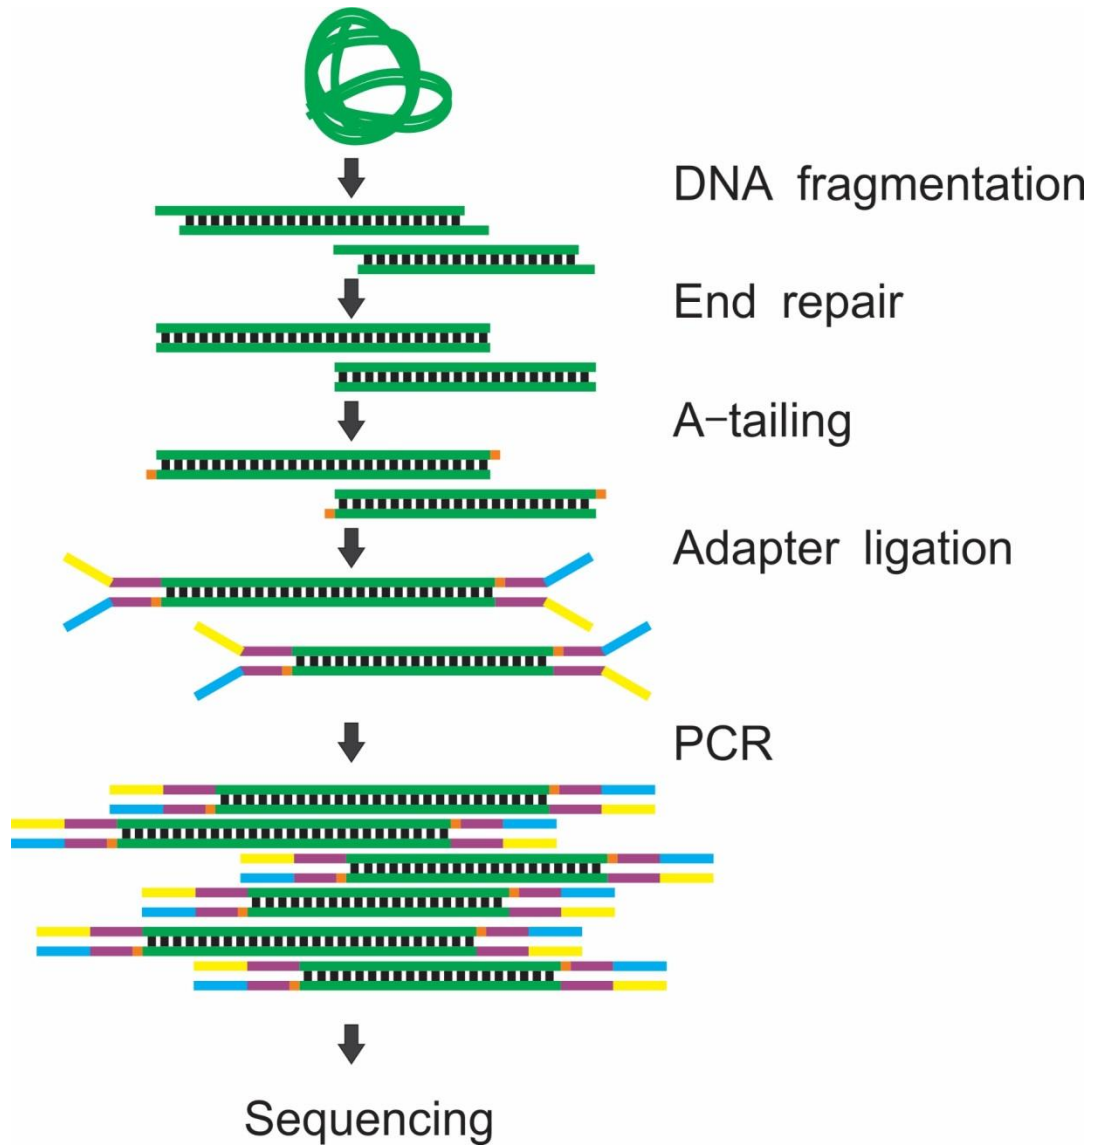 DNA fragmentation
End repair
A–tailing
Adapter ligation
PCR
Sequencing